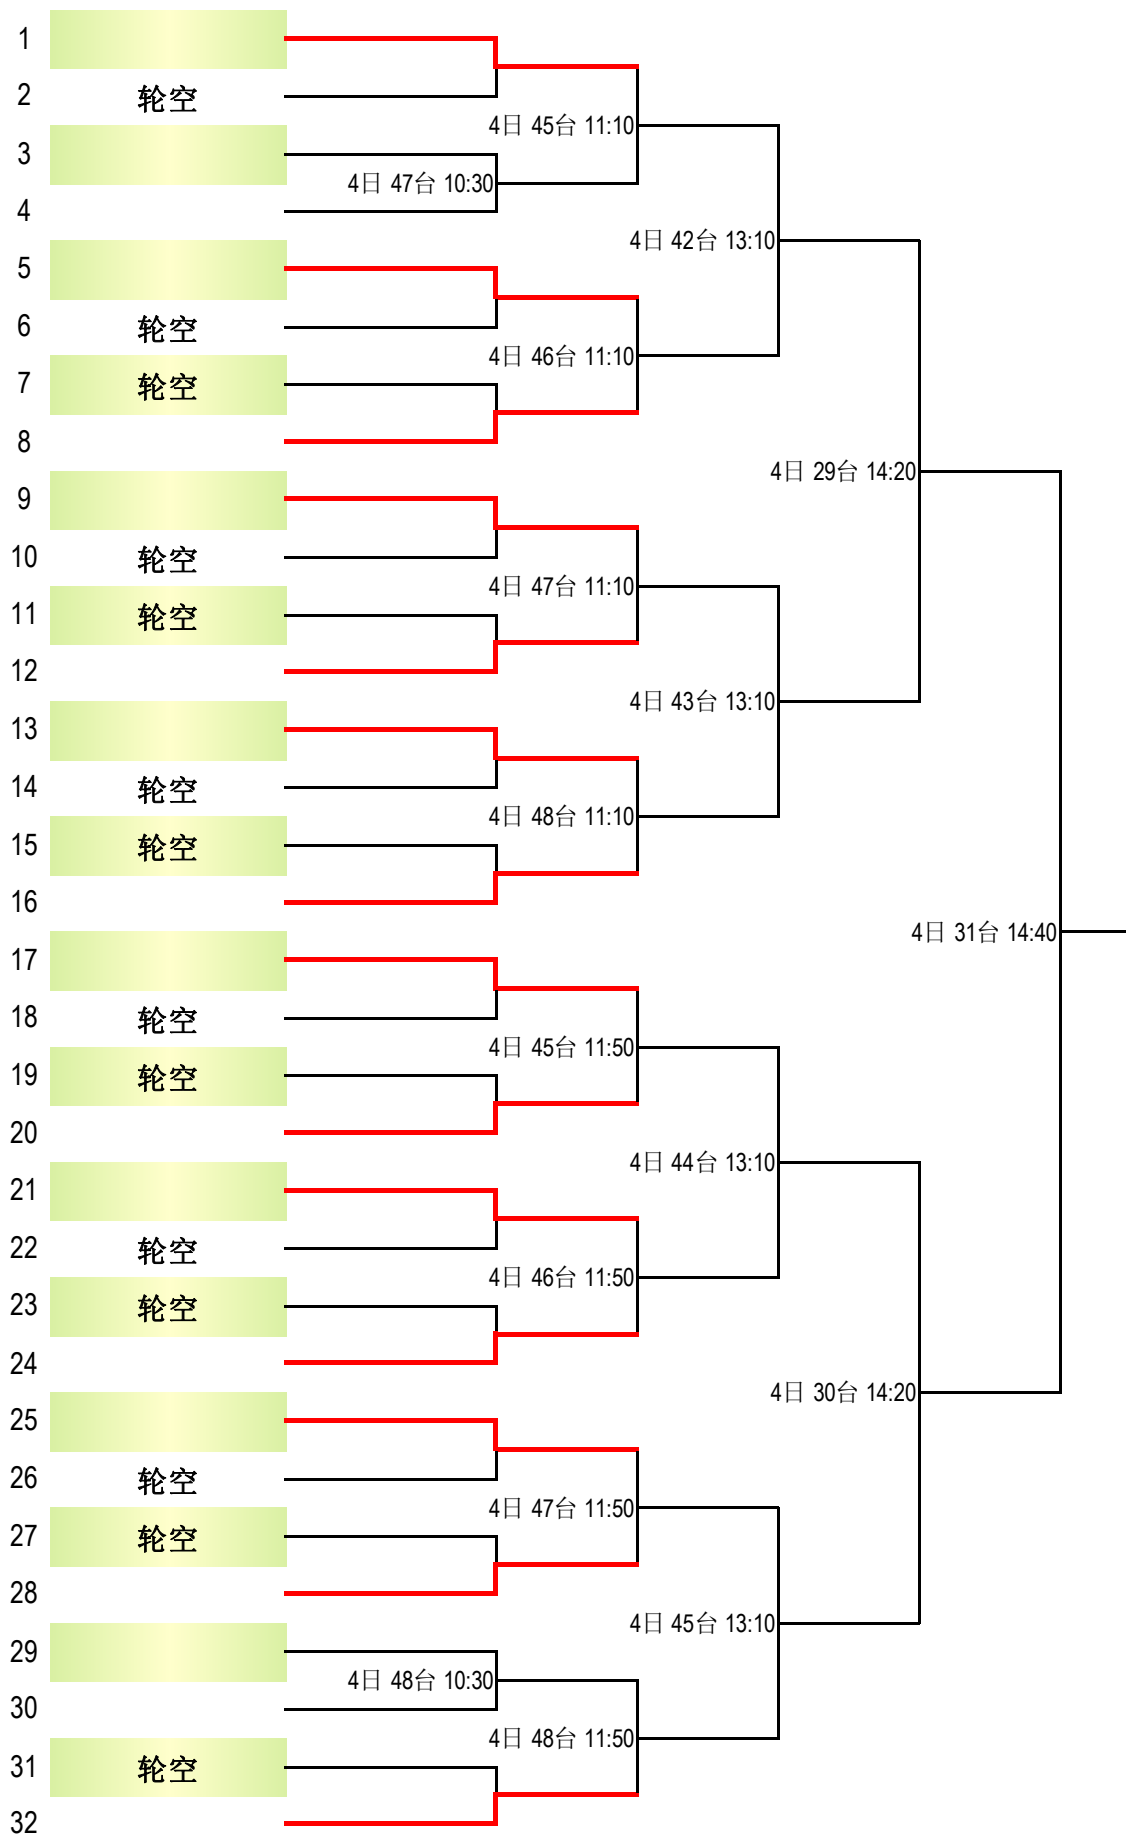 1
2 轮空
4日 45台 11:10
3
4日 47台 10:30
4
4日 42台 13:10
5
6 轮空
4日 46台 11:10
7 轮空
8
4日 29台 14:20
9
10 轮空
4日 47台 11:10
11 轮空
12
4日 43台 13:10
13
14 轮空
4日 48台 11:10
15 轮空
16
4日 31台 14:40
17
18 轮空
4日 45台 11:50
19 轮空
20
4日 44台 13:10
21
22 轮空
4日 46台 11:50
23 轮空
24
4日 30台 14:20
25
26 轮空
4日 47台 11:50
27 轮空
28
4日 45台 13:10
29
4日 48台 10:30
30
4日 48台 11:50
31 轮空
32